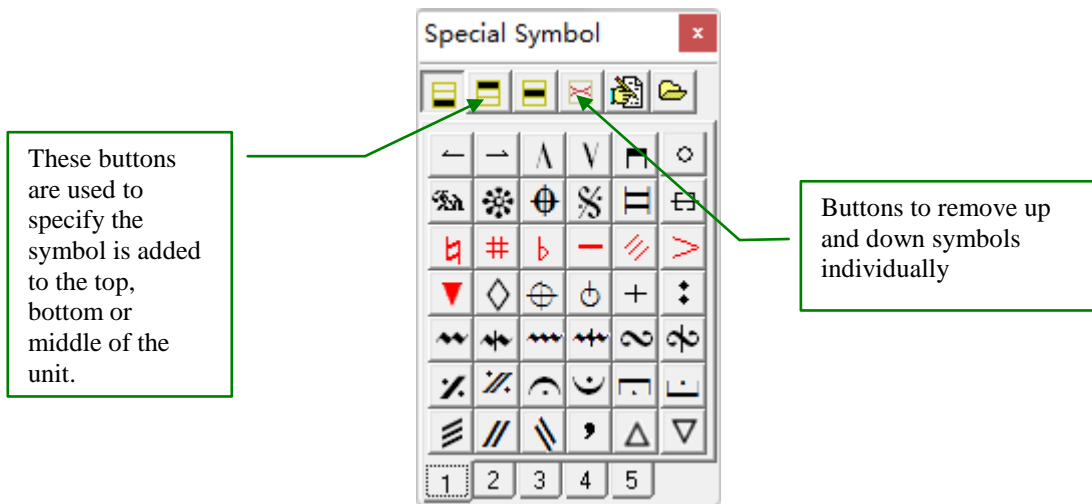 Special Symbol
x
These buttons
are used to
specify the
symbol is added
to the top,
bottom or
middle of the
unit.
Buttons to remove up
and down symbols
individually
1 2 3 4 5